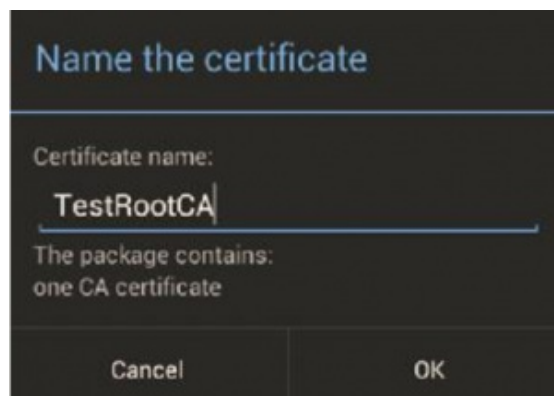 Name the certificate
Certificate name:
TestRootCA
The package contains:
one CA certificate
Cancel OK